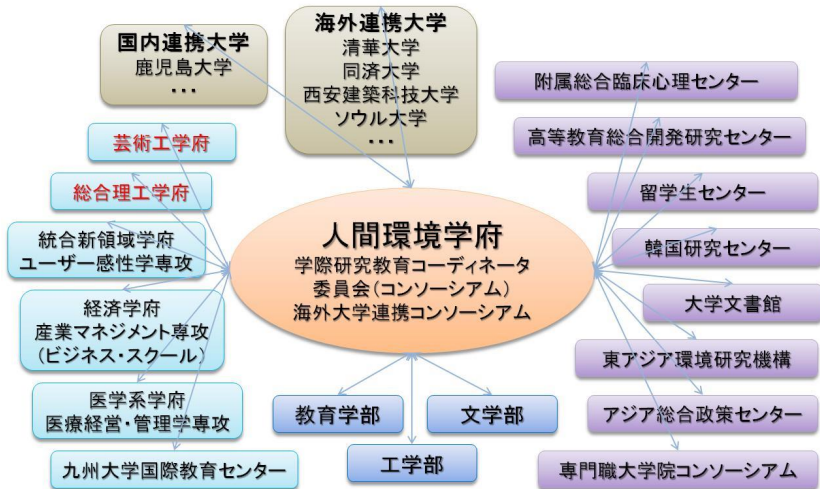 国内連携大学
鹿児島大学
・・・
海外連携大学
清華大学
同済大学
西安建築科技大学
ソウル大学
・・・
芸術工学府
総合理工学府
統合新領域学府
ユーザー感性学専攻
経済学府
産業マネジメント専攻
(ビジネス・スクール)
医学系学府
医療経営・管理学専攻
九州大学国際教育センター
人間環境学府
学際研究教育コーディネータ
委員会(コンソーシアム)
海外大学連携コンソーシアム
教育学部
文学部
工学部
附属総合臨床心理センター
高等教育総合開発研究センター
留学生センター
韓国研究センター
大学文書館
東アジア環境研究機構
アジア総合政策センター
専門職大学院コンソーシアム